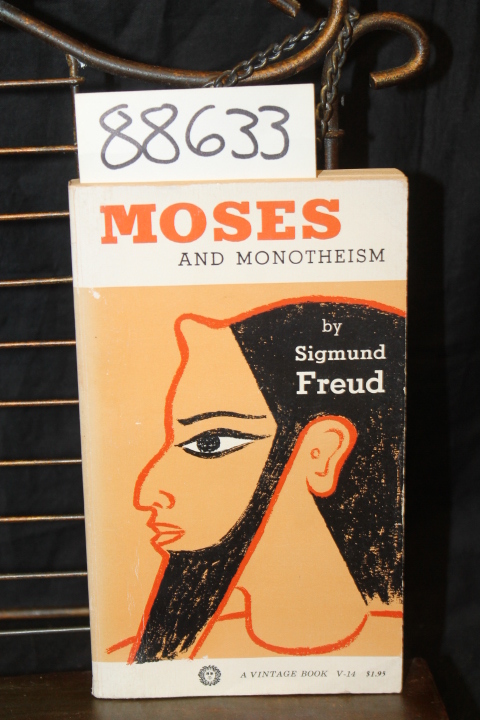 88633
MOSES
AND MONOTHEISM
by
Sigmund
Freud
A VINTAGE BOOK V-14 $1.95